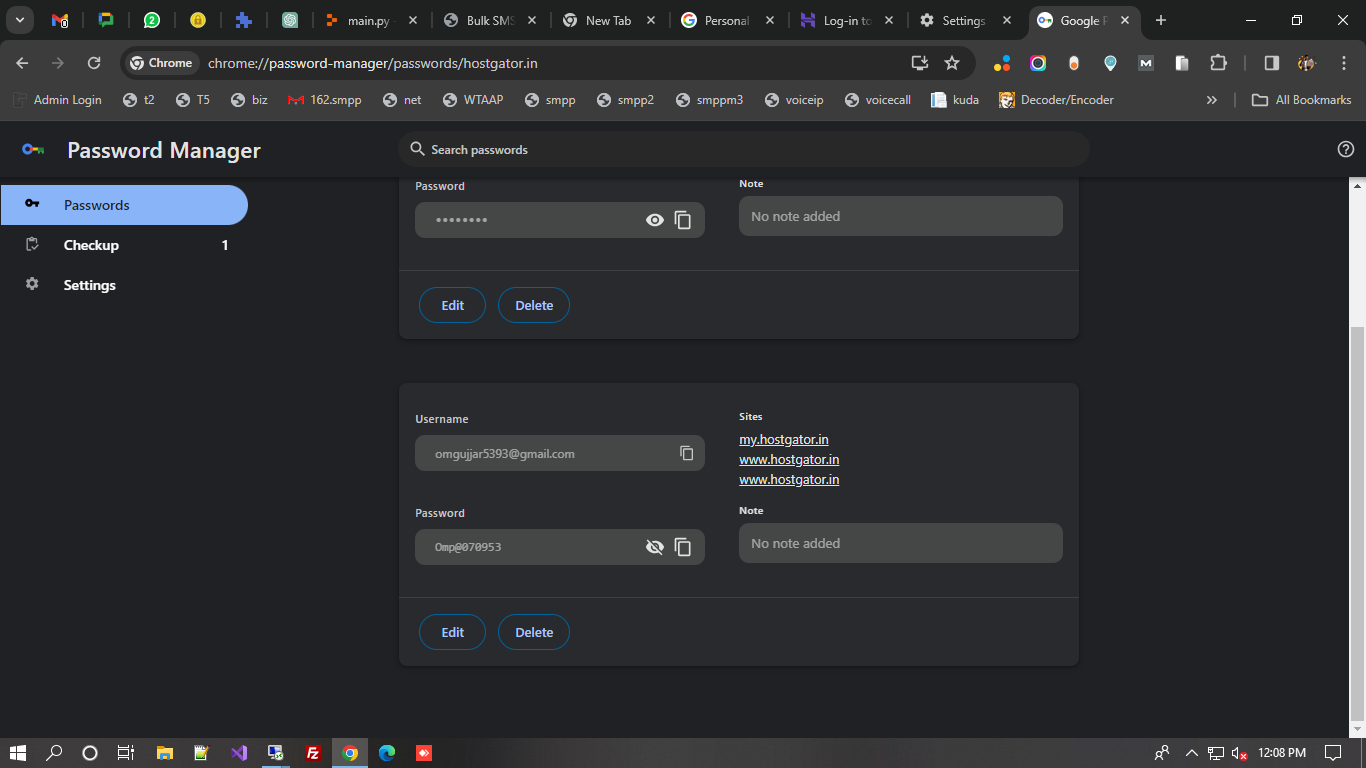 0
2
main.py
Bulk SMS
New Tab
Personal
Log-in to
Settings
Google P
Chrome
chrome://password-manager/passwords/hostgator.in
Admin Login
t2
T5
biz
162.smpp
net
WTAAP
smpp
smpp2
smppm3
voiceip
voicecall
kuda
Decoder/Encoder
»
All Bookmarks
Password Manager
Search passwords
Passwords
Checkup 1
Settings
Password
••••••••
Note
No note added
Edit
Delete
Username
omgujjar5393@gmail.com
Sites
my.hostgator.in
www.hostgator.in
www.hostgator.in
Password
Omp@070953
Note
No note added
Edit
Delete
12:08 PM